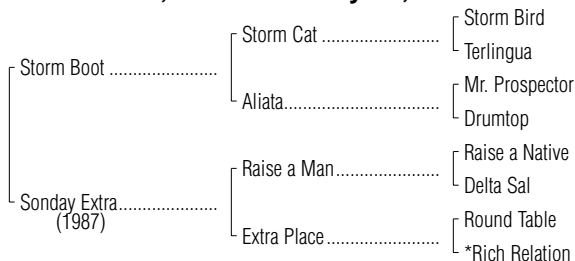 Storm Bird
Storm Cat ..............................
Terlingua
Storm Boot ......................
Mr. Prospector
Aliata......................................
Drumtop
Raise a Native
Raise a Man.........................
Delta Sal
Sonday Extra....................
(1987)
Round Table
Extra Place...........................
*Rich Relation